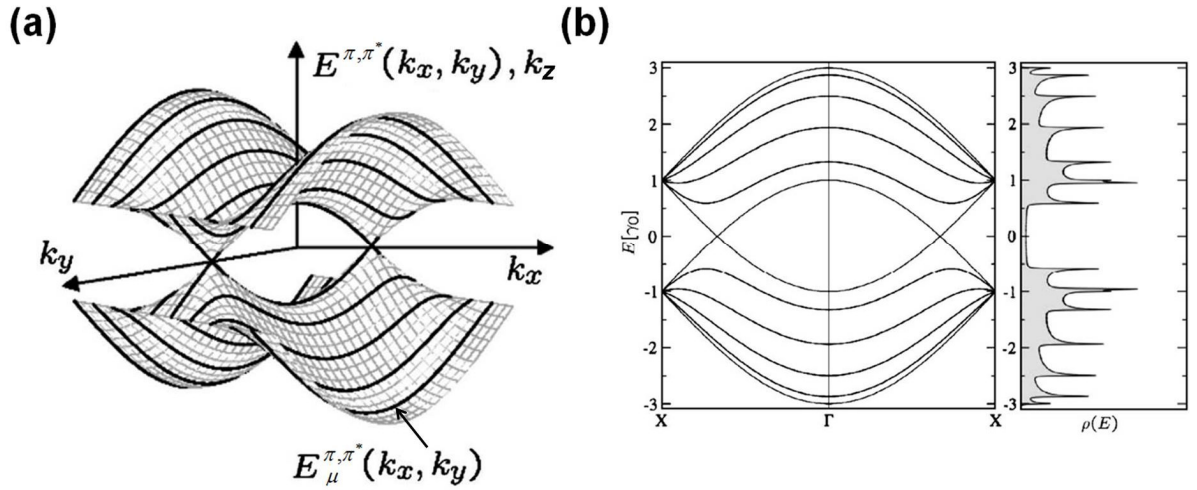 (a)
E^{π,π*}(k_x, k_y), k_z
k_y
k_x
E_μ^{π,π*}(k_x, k_y)
(b)
E[γ0]
3
2
1
0
-1
-2
-3
X
Γ
X
3
2
1
0
-1
-2
-3
ρ(E)